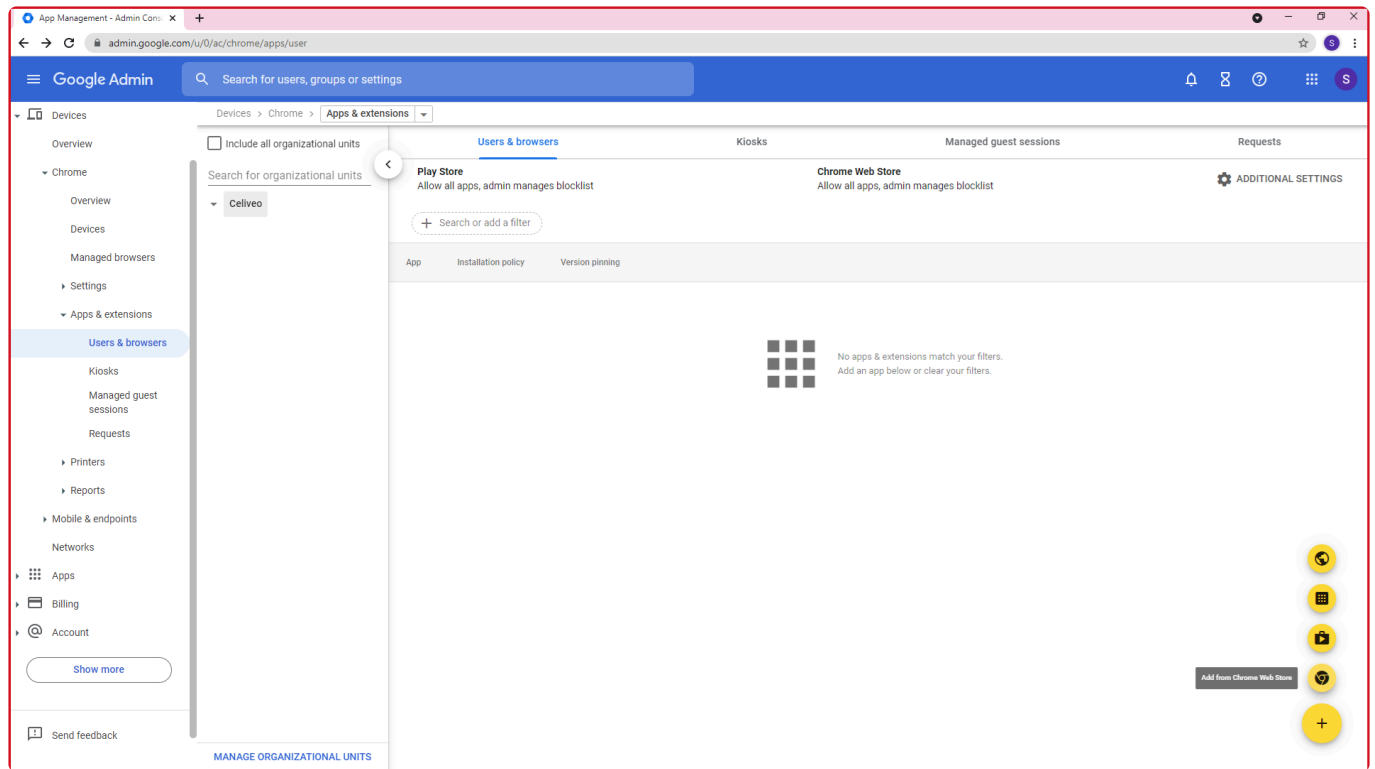 App Management - Admin Cons
admin.google.com/u/0/ac/chrome/apps/user
S
Google Admin
Search for users, groups or settings
S
Devices
Overview
Chrome
Overview
Devices
Managed browsers
Settings
Apps & extensions
Users & browsers
Kiosks
Managed guest
sessions
Requests
Printers
Reports
Mobile & endpoints
Networks
Apps
Billing
Account
Show more
Send feedback
Devices > Chrome > Apps & extensions
Include all organizational units
Search for organizational units
Celiveo
MANAGE ORGANIZATIONAL UNITS
Users & browsers Kiosks Managed guest sessions Requests
Play Store
Allow all apps, admin manages blocklist
Chrome Web Store
Allow all apps, admin manages blocklist
ADDITIONAL SETTINGS
Search or add a filter
App Installation policy Version pinning
No apps & extensions match your filters.
Add an app below or clear your filters.
Add from Chrome Web Store